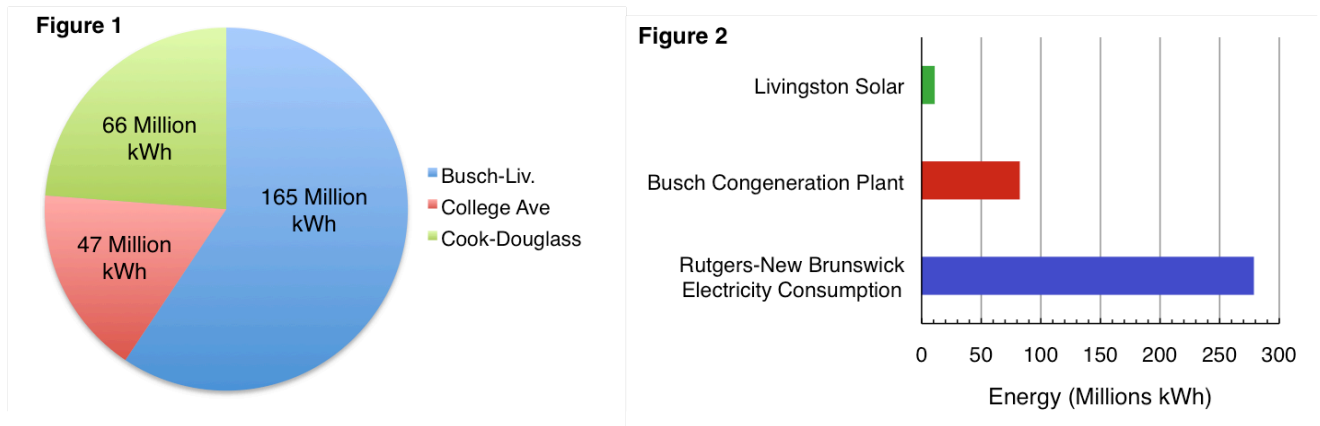 Figure 1
66 Million
kWh
165 Million
kWh
47 Million
kWh
Busch-Liv.
College Ave
Cook-Douglass
Figure 2
Livingston Solar
Busch Congeneration Plant
Rutgers-New Brunswick
Electricity Consumption
0 50 100 150 200 250 300
Energy (Millions kWh)